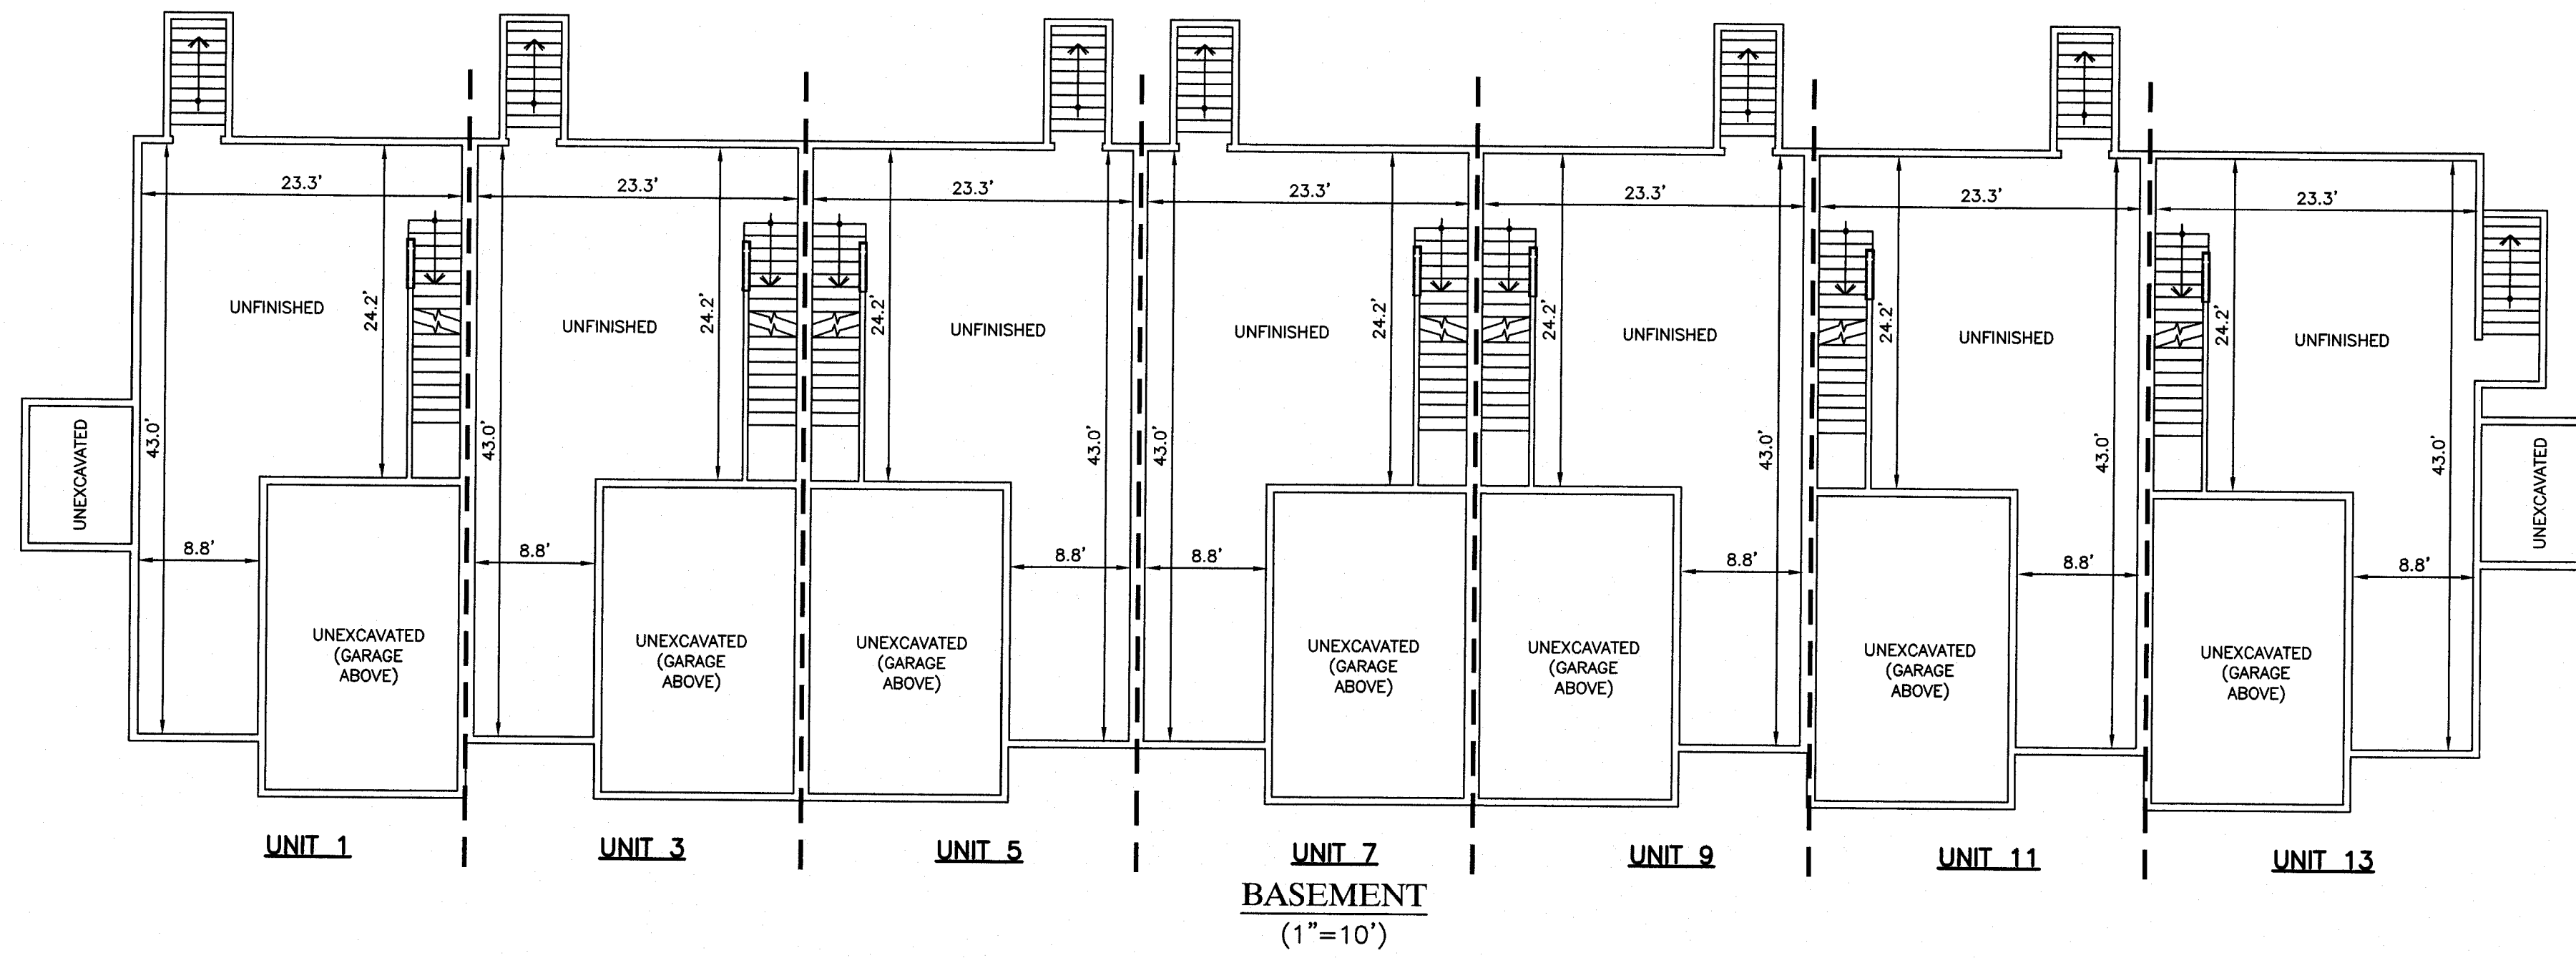 23.3' 23.3' 23.3' 23.3' 23.3' 23.3' 23.3'
UNFINISHED UNFINISHED UNFINISHED UNFINISHED UNFINISHED UNFINISHED UNFINISHED
24.2' 24.2' 24.2' 24.2' 24.2' 24.2' 24.2'
UNEXCAVATED 43.0' 43.0' 43.0' 43.0' 43.0' 43.0' 43.0' UNEXCAVATED
8.8' 8.8' 8.8' 8.8' 8.8' 8.8' 8.8'
UNEXCAVATED UNEXCAVATED UNEXCAVATED UNEXCAVATED UNEXCAVATED UNEXCAVATED UNEXCAVATED
(GARAGE (GARAGE (GARAGE (GARAGE (GARAGE (GARAGE (GARAGE
ABOVE) ABOVE) ABOVE) ABOVE) ABOVE) ABOVE) ABOVE)
UNIT 1 UNIT 3 UNIT 5 UNIT 7 UNIT 9 UNIT 11 UNIT 13
BASEMENT
(1"=10')